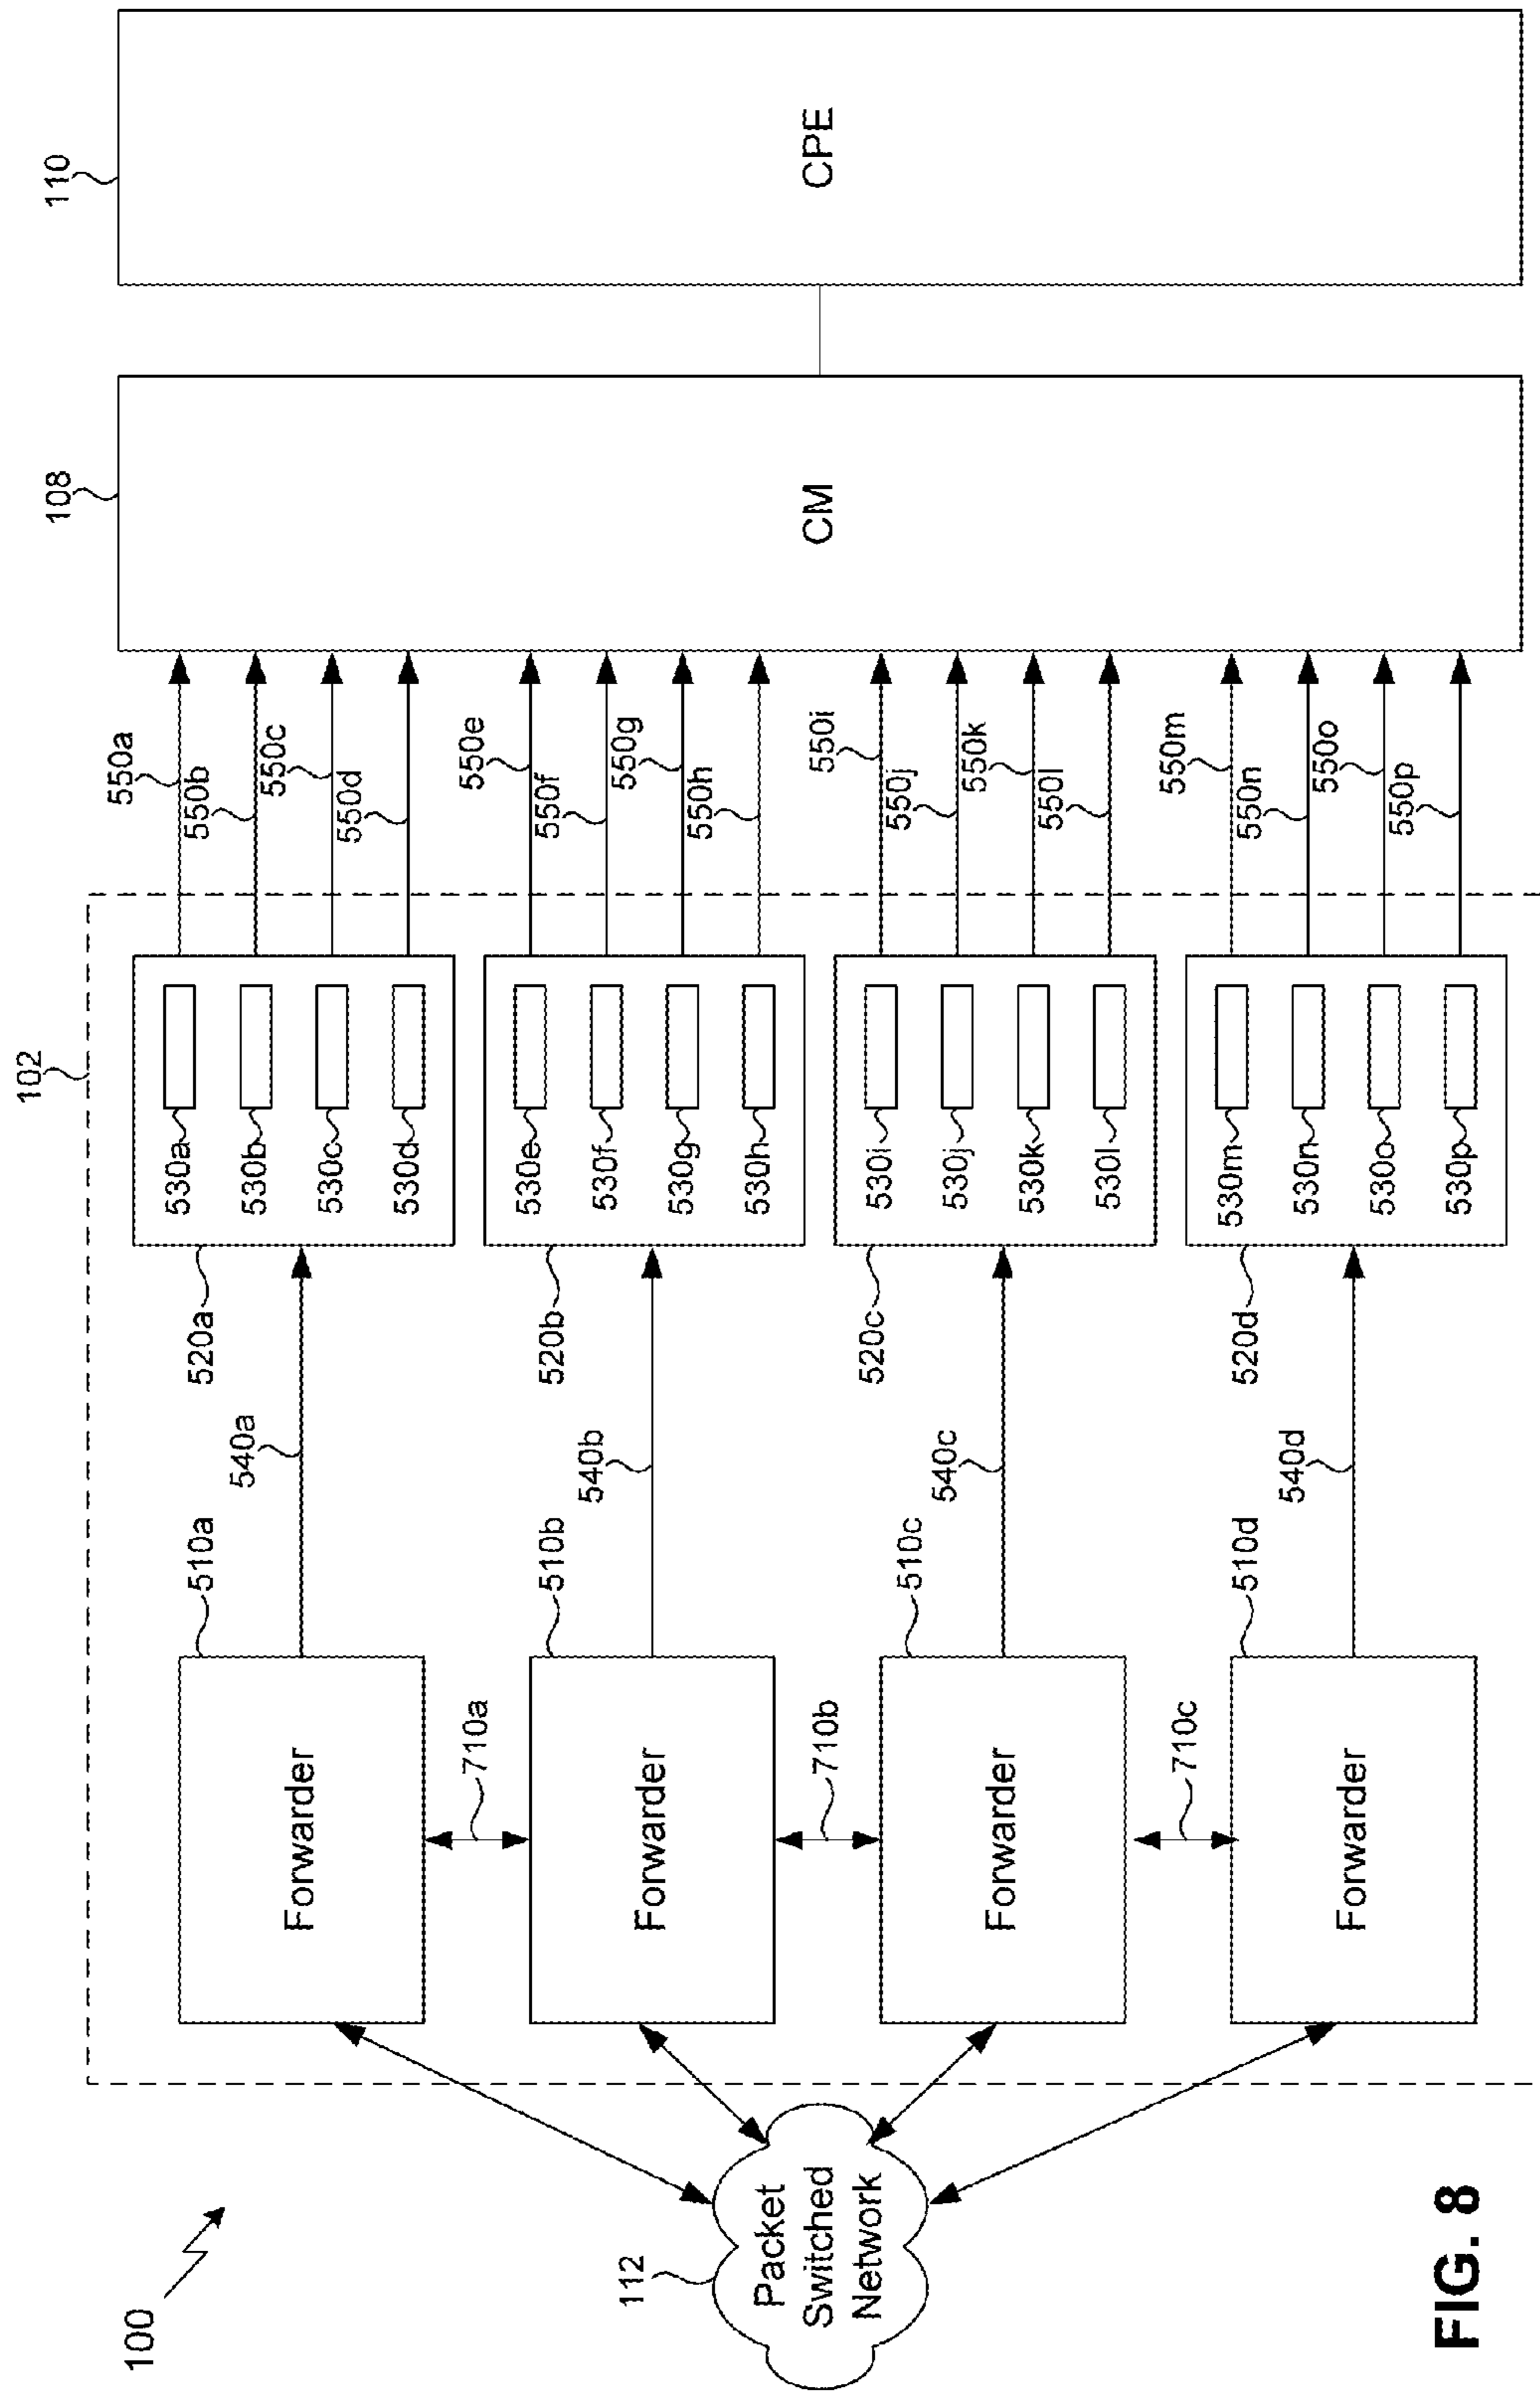 100
112
Packet
Switched
Network
102
Forwarder
510a
540a
520a
530a
530b
530c
530d
550a
550b
550c
550d
710a
Forwarder
510b
540b
520b
530e
530f
530g
530h
550e
550f
550g
550h
710b
Forwarder
510c
540c
520c
530i
530j
530k
530l
550i
550j
550k
550l
710c
Forwarder
510d
540d
520d
530m
530n
530o
530p
550m
550n
550o
550p
108
CM
110
CPE
FIG. 8